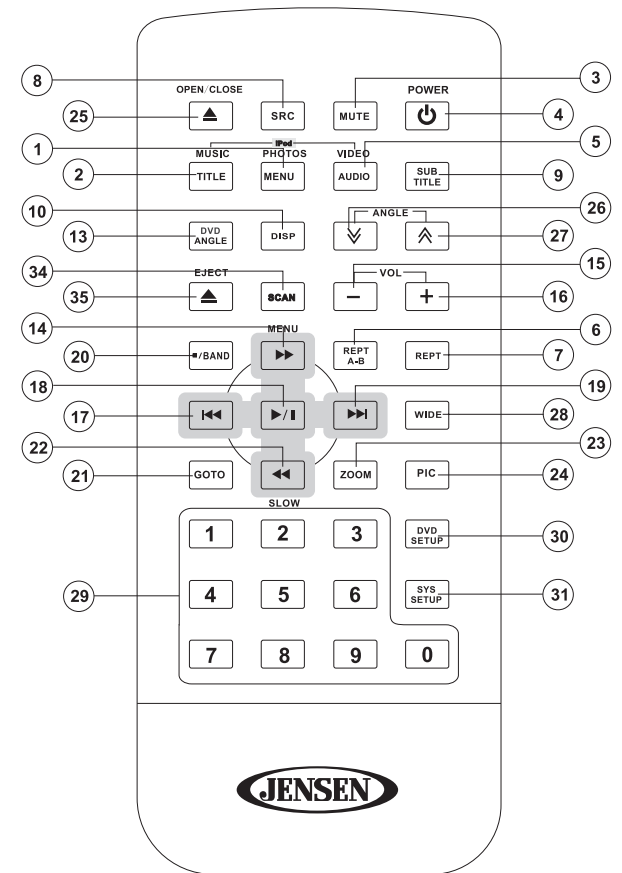 8 3
OPEN/CLOSE POWER
25 SRC MUTE 4
1 iPod 5
MUSIC PHOTOS VIDEO
2 TITLE MENU AUDIO SUB TITLE 9
10 26
ANGLE
13 DVD ANGLE DISP 27
34 15
EJECT VOL
35 SCAN − + 16
14 6
MENU
20 ■/BAND REPT A-B REPT 7
18 19
17 WIDE 28
22 23
21 GOTO ZOOM PIC 24
SLOW
1 2 3 DVD SETUP 30
29 4 5 6 SYS SETUP 31
7 8 9 0
JENSEN